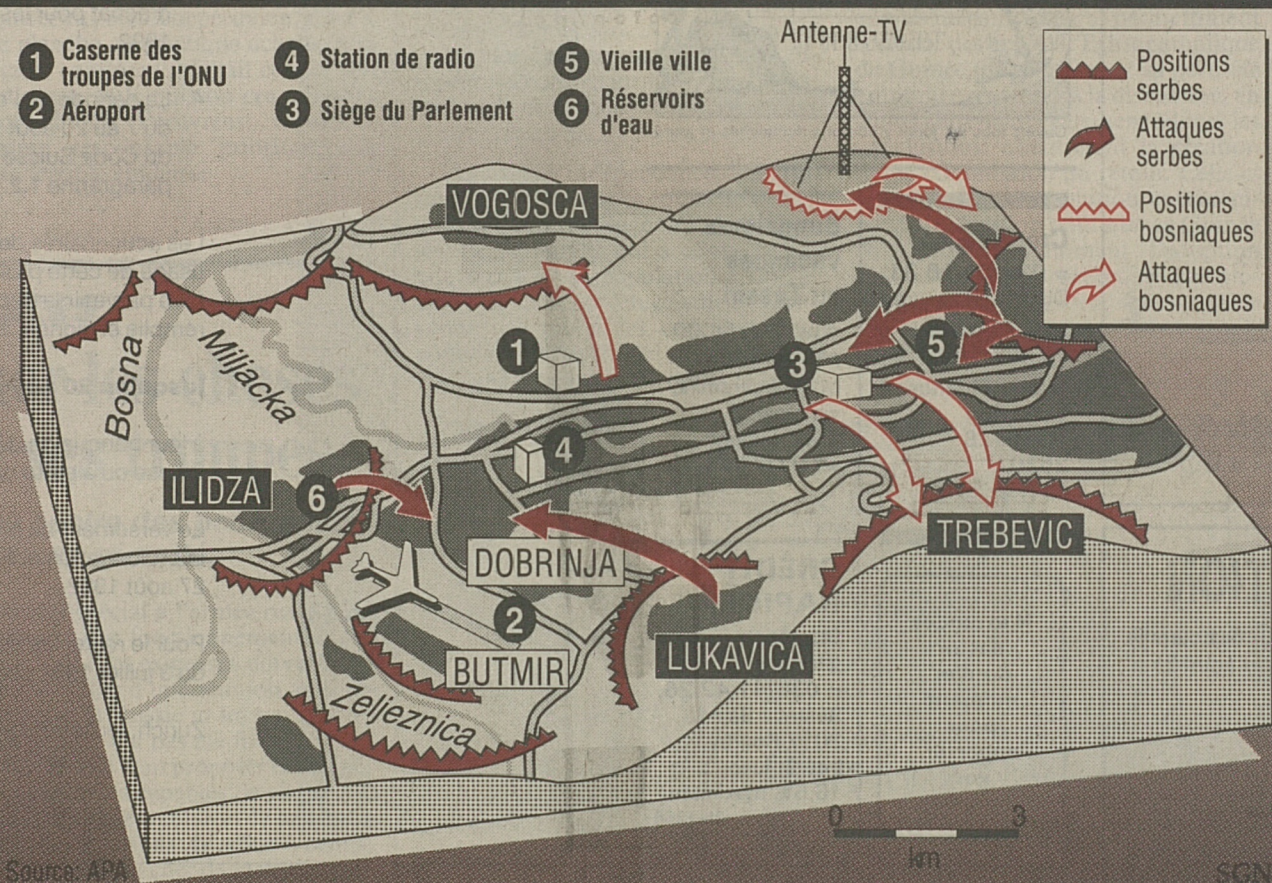 1 Caserne des
troupes de l'ONU
2 Aéroport
4 Station de radio
3 Siège du Parlement
5 Vieille ville
6 Réservoirs
d'eau
Antenne-TV
Positions
serbes
Attaques
serbes
Positions
bosniaques
Attaques
bosniaques
VOGOSCA
Bosna
Miljacka
1
3
5
4
ILIDZA
6
TREBEVIC
DOBRINJA
2
BUTMIR
LUKAVICA
Zeljeznica
0 3
km
Source: APA
SGN